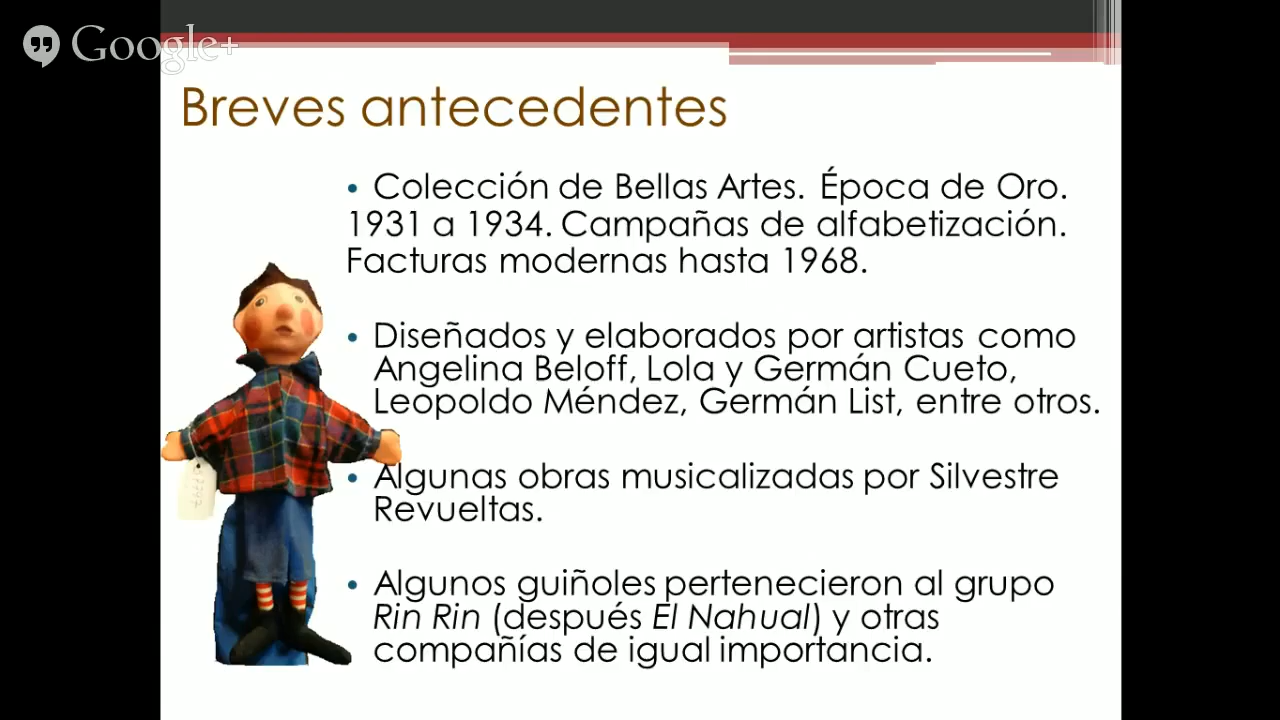 Google+
Breves antecedentes
• Colección de Bellas Artes. Época de Oro.
1931 a 1934. Campañas de alfabetización.
Facturas modernas hasta 1968.
• Diseñados y elaborados por artistas como
Angelina Beloff, Lola y Germán Cueto,
Leopoldo Méndez, Germán List, entre otros.
• Algunas obras musicalizadas por Silvestre
Revueltas.
• Algunos guiñoles pertenecieron al grupo
Rin Rin (después El Nahual) y otras
compañías de igual importancia.